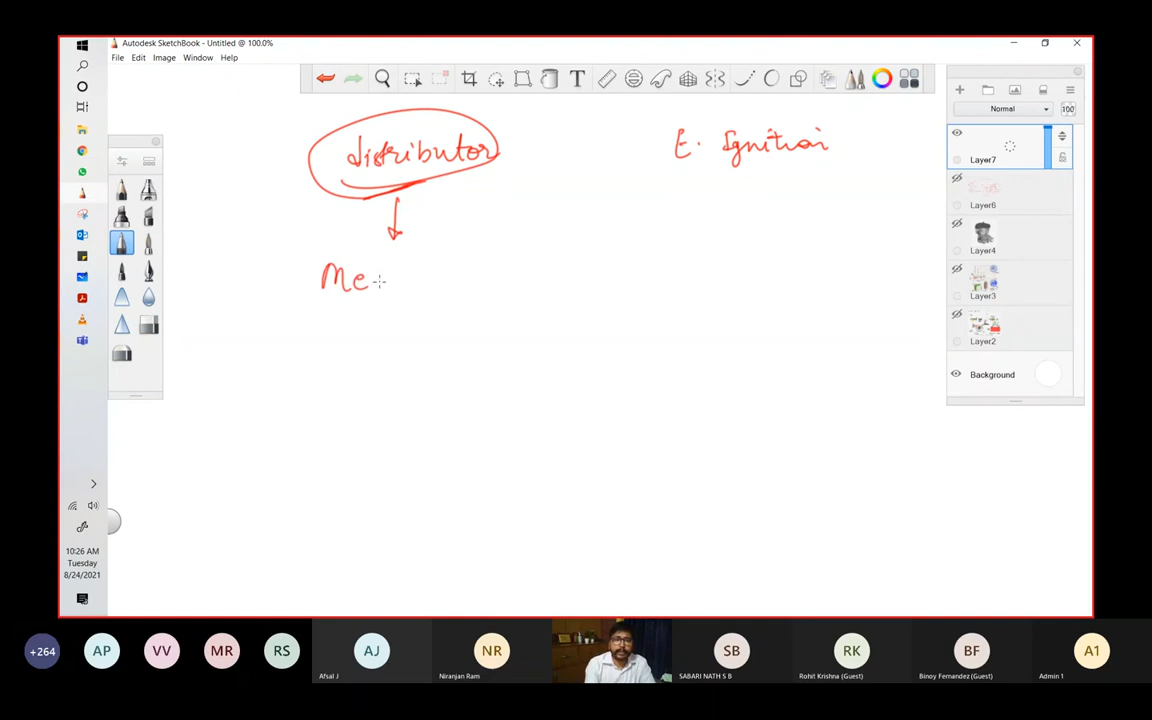 Autodesk SketchBook - Untitled @ 100.0%
File Edit Image Window Help
T
Normal
100
distributor
E. Ignition
Layer7
Layer6
Me
Layer4
Layer3
Layer2
Background
10:26 AM
Tuesday
8/24/2021
+264 AP VV MR RS AJ NR SB RK BF A1
Afsal J
Niranjan Ram
SABARI NATH S B
Rohit Krishna (Guest)
Binoy Fernandez (Guest)
Admin 1